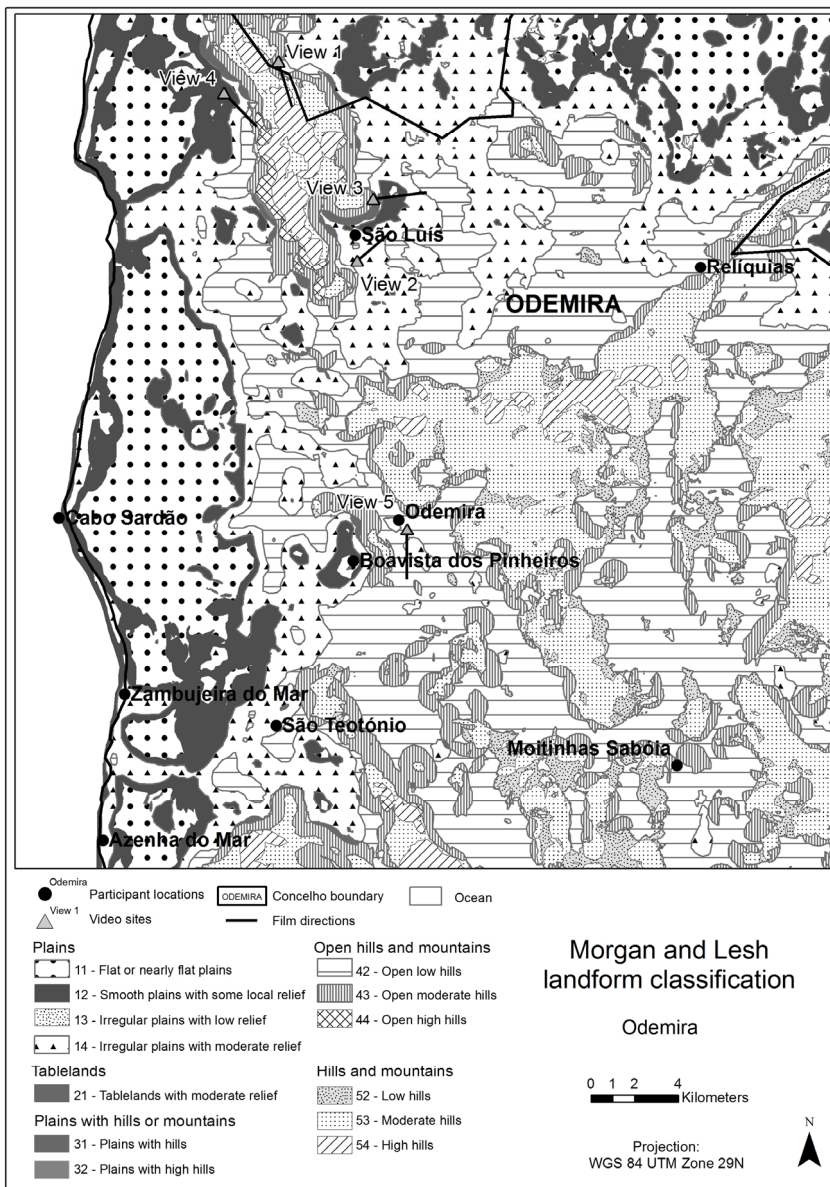 View 1
View 4
View 3
São Luís
View 2
Relíquias
ODEMIRA
View 5
Odemira
Cabo Sardão
Boavista dos Pinheiros
Zambujeira do Mar
São Teotónio
Moitinhas Sabóia
Azenha do Mar
Odemira
Participant locations
ODEMIRA
Concelho boundary
Ocean
View 1
Video sites
Film directions
Plains
11 - Flat or nearly flat plains
12 - Smooth plains with some local relief
13 - Irregular plains with low relief
14 - Irregular plains with moderate relief
Tablelands
21 - Tablelands with moderate relief
Plains with hills or mountains
31 - Plains with hills
32 - Plains with high hills
Open hills and mountains
42 - Open low hills
43 - Open moderate hills
44 - Open high hills
Hills and mountains
52 - Low hills
53 - Moderate hills
54 - High hills
Morgan and Lesh
landform classification
Odemira
0 1 2 4
Kilometers
Projection:
WGS 84 UTM Zone 29N
N